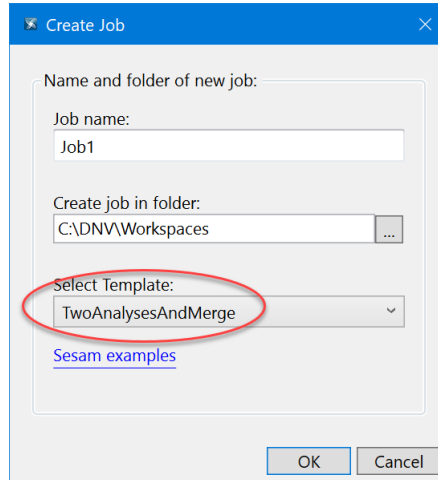 Create Job
Name and folder of new job:
Job name:
Job1
Create job in folder:
C:\DNV\Workspaces
...
Select Template:
TwoAnalysesAndMerge
Sesam examples
OK Cancel